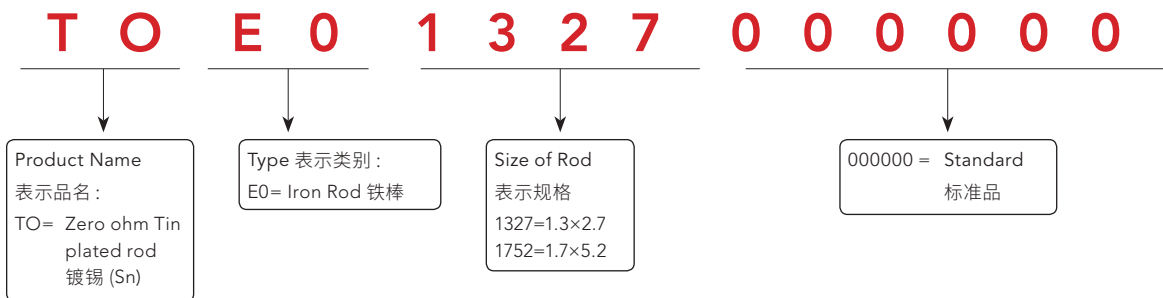 T O E 0 1 3 2 7 0 0 0 0 0 0
Product Name
表示品名：
TO= Zero ohm Tin
plated rod
镀锡 (Sn)
Type 表示类别：
E0= Iron Rod 铁棒
Size of Rod
表示规格
1327=1.3×2.7
1752=1.7×5.2
000000 = Standard
标准品